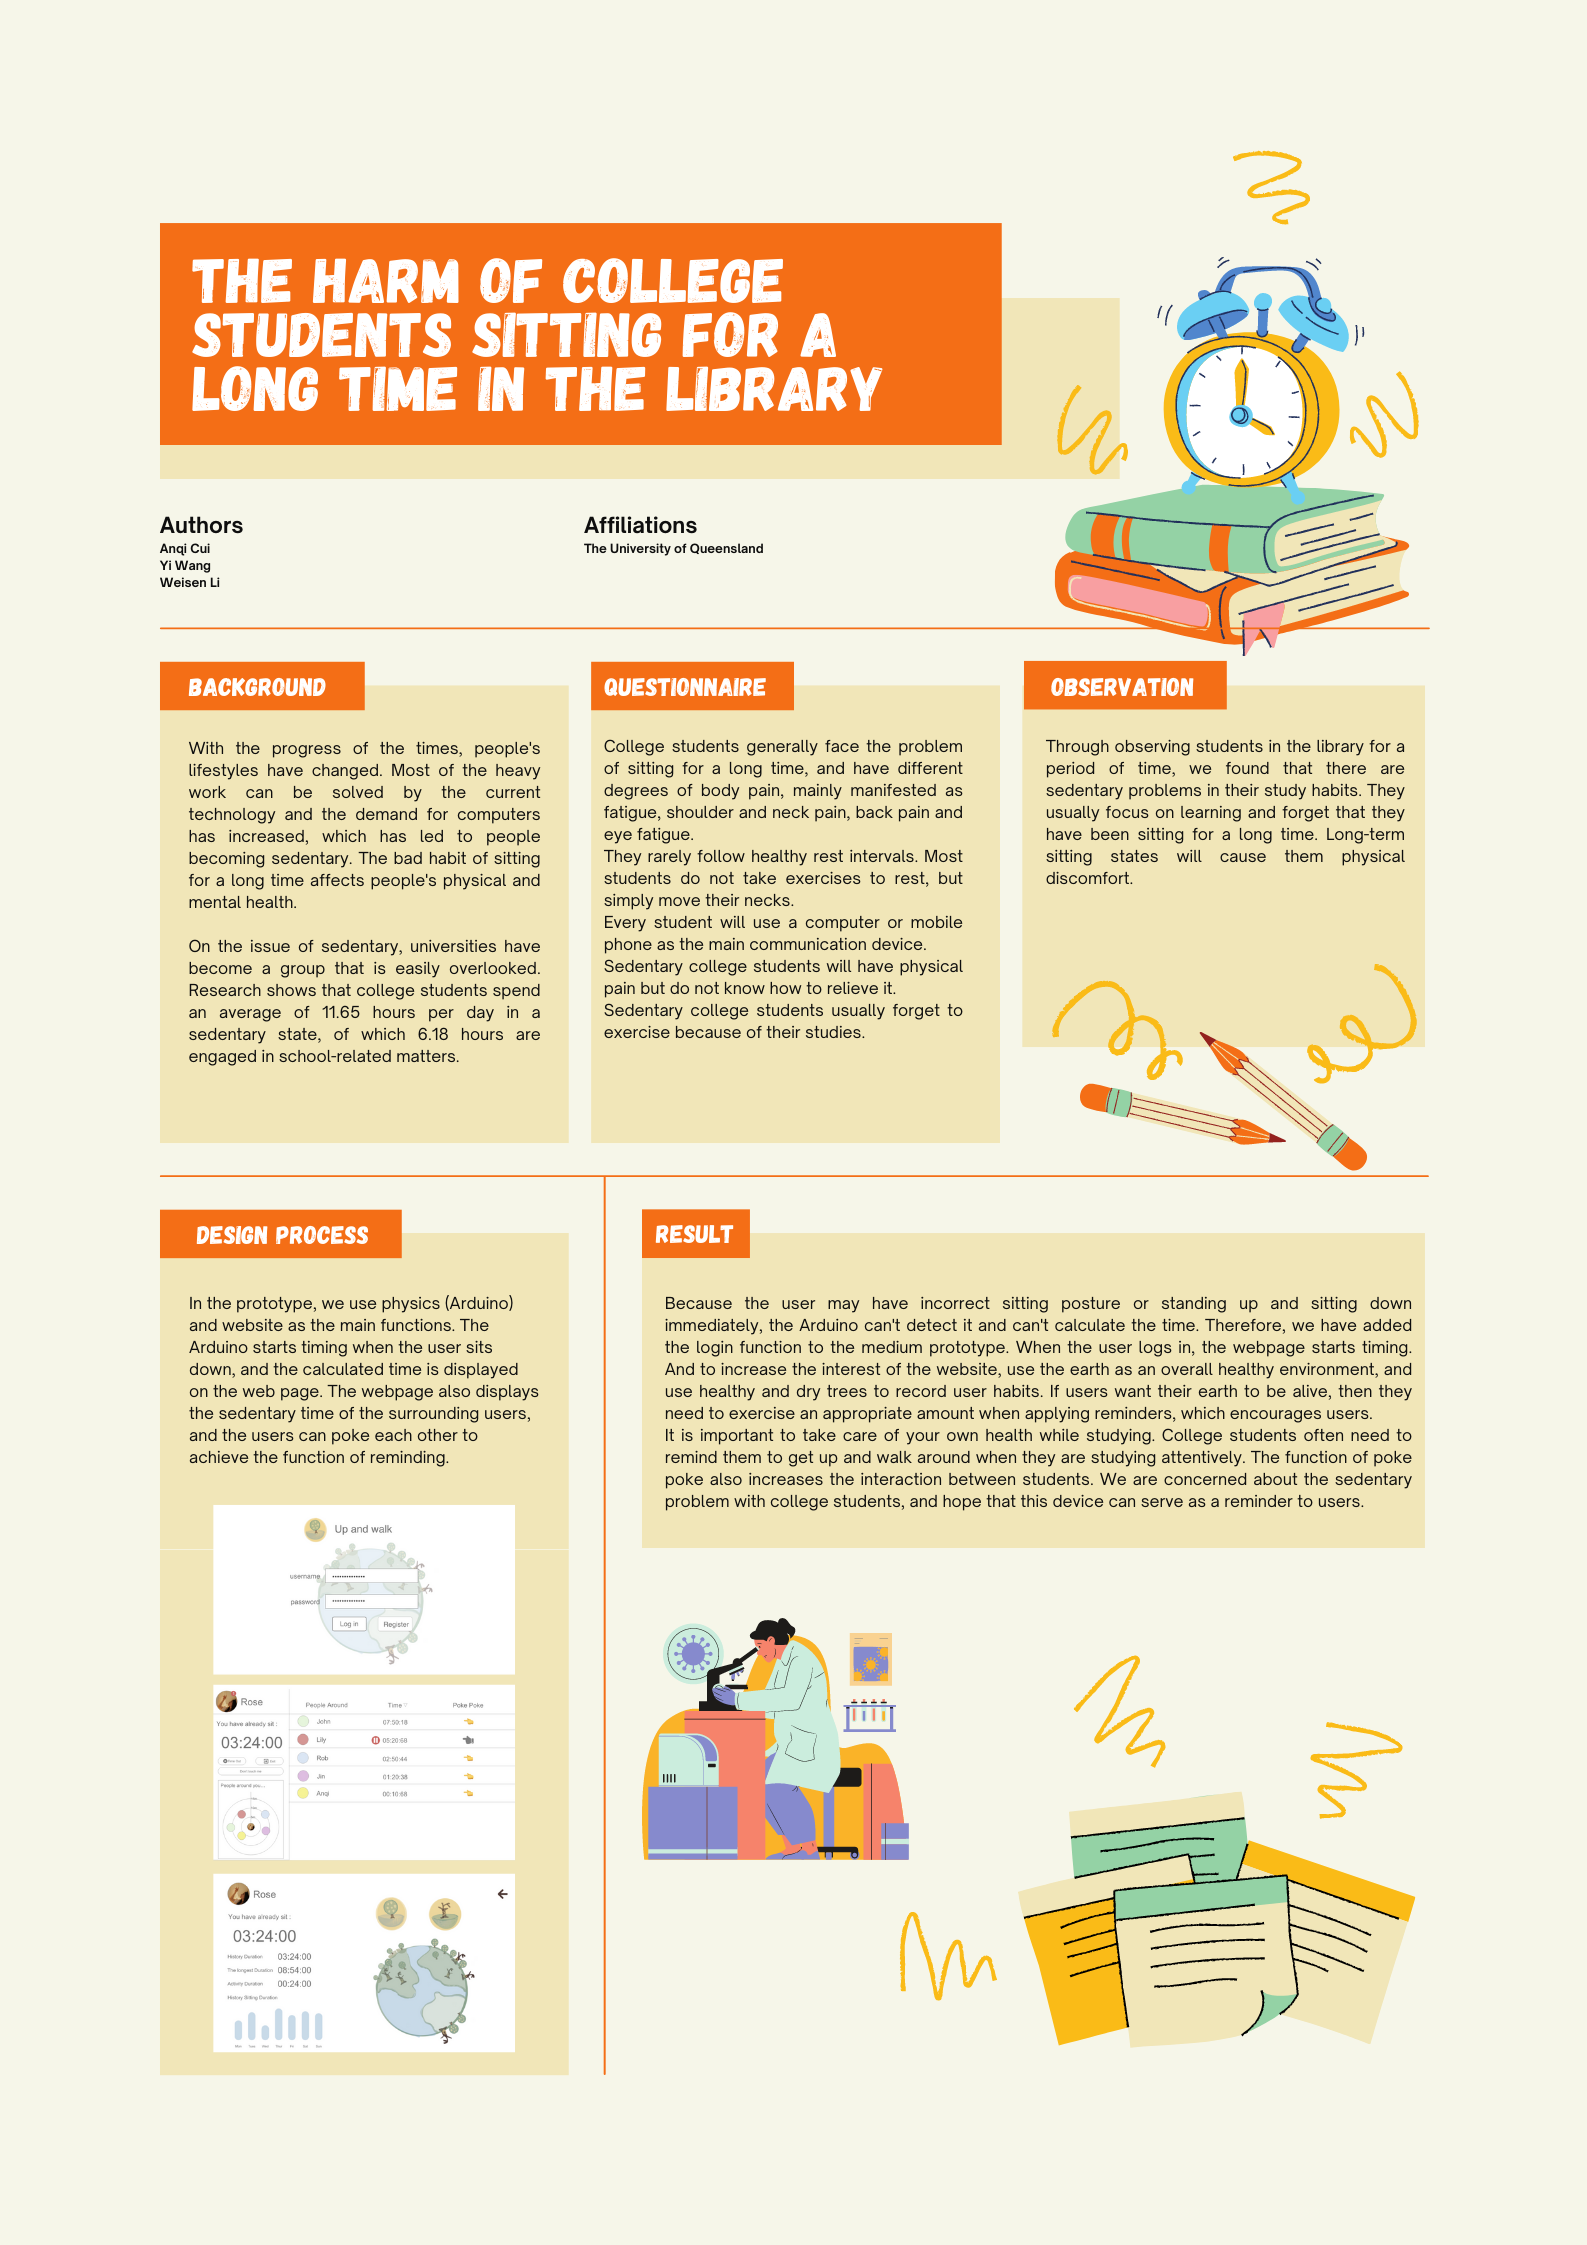 THE HARM OF COLLEGE
STUDENTS SITTING FOR A
LONG TIME IN THE LIBRARY
Authors
Anqi Cui
Yi Wang
Weisen Li
Affiliations
The University of Queensland
BACKGROUND
With the progress of the times, people's
lifestyles have changed. Most of the heavy
work can be solved by the current
technology and the demand for computers
has increased, which has led to people
becoming sedentary. The bad habit of sitting
for a long time affects people's physical and
mental health.
On the issue of sedentary, universities have
become a group that is easily overlooked.
Research shows that college students spend
an average of 11.65 hours per day in a
sedentary state, of which 6.18 hours are
engaged in school-related matters.
QUESTIONNAIRE
College students generally face the problem
of sitting for a long time, and have different
degrees of body pain, mainly manifested as
fatigue, shoulder and neck pain, back pain and
eye fatigue.
They rarely follow healthy rest intervals. Most
students do not take exercises to rest, but
simply move their necks.
Every student will use a computer or mobile
phone as the main communication device.
Sedentary college students will have physical
pain but do not know how to relieve it.
Sedentary college students usually forget to
exercise because of their studies.
OBSERVATION
Through observing students in the library for a
period of time, we found that there are
sedentary problems in their study habits. They
usually focus on learning and forget that they
have been sitting for a long time. Long-term
sitting states will cause them physical
discomfort.
DESIGN PROCESS
In the prototype, we use physics (Arduino)
and website as the main functions. The
Arduino starts timing when the user sits
down, and the calculated time is displayed
on the web page. The webpage also displays
the sedentary time of the surrounding users,
and the users can poke each other to
achieve the function of reminding.
Up and walk
username
password
Log in
Register
Rose
You have already sit :
03:24:00
People around you...
People Around
Time
Poke Poke
John
07:50:18
Lily
05:20:68
Rob
02:50:44
Jin
01:20:38
Anqi
00:10:68
Rose
You have already sit :
03:24:00
History Duration 03:24:00
The longest Duration 08:54:00
Activity Duration 00:24:00
History Sitting Duration
RESULT
Because the user may have incorrect sitting posture or standing up and sitting down
immediately, the Arduino can't detect it and can't calculate the time. Therefore, we have added
the login function to the medium prototype. When the user logs in, the webpage starts timing.
And to increase the interest of the website, use the earth as an overall healthy environment, and
use healthy and dry trees to record user habits. If users want their earth to be alive, then they
need to exercise an appropriate amount when applying reminders, which encourages users.
It is important to take care of your own health while studying. College students often need to
remind them to get up and walk around when they are studying attentively. The function of poke
poke also increases the interaction between students. We are concerned about the sedentary
problem with college students, and hope that this device can serve as a reminder to users.